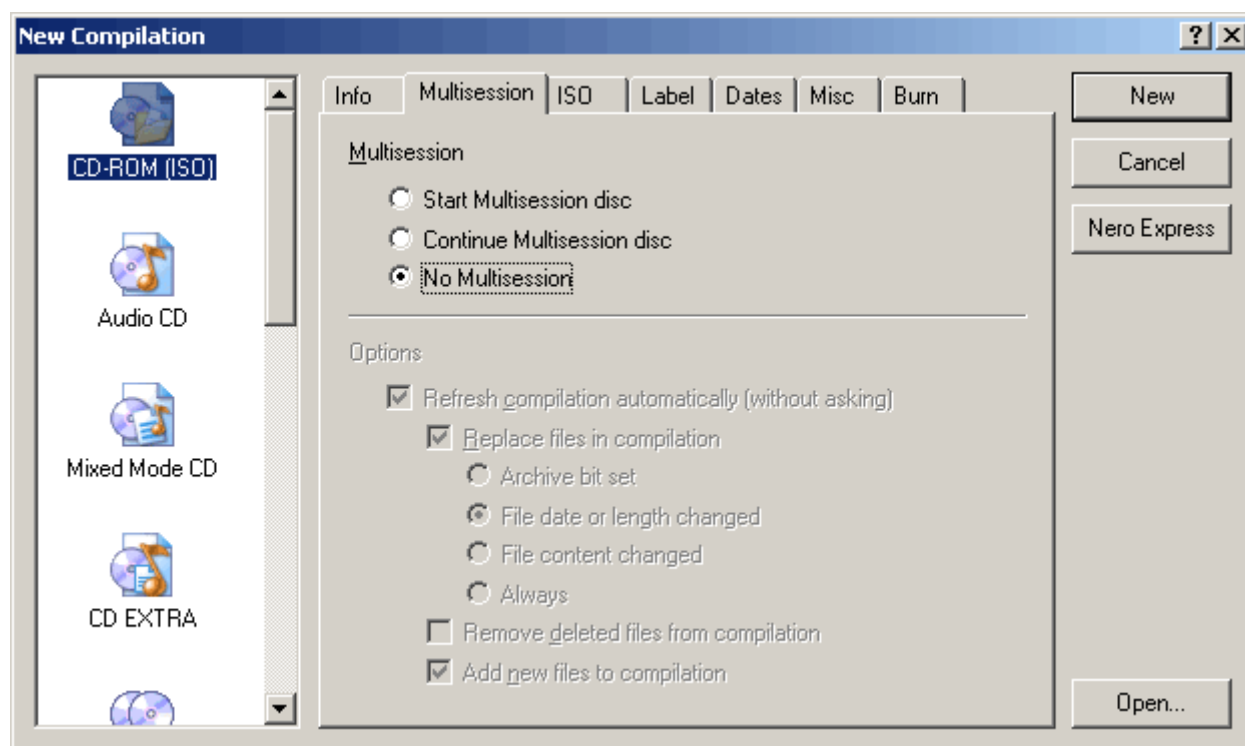 New Compilation
CD-ROM (ISO)
Audio CD
Mixed Mode CD
CD EXTRA
Info
Multisession
ISO
Label
Dates
Misc
Burn
Multisession
Start Multisession disc
Continue Multisession disc
No Multisession
Options
Refresh compilation automatically (without asking)
Replace files in compilation
Archive bit set
File date or length changed
File content changed
Always
Remove deleted files from compilation
Add new files to compilation
New
Cancel
Nero Express
Open...